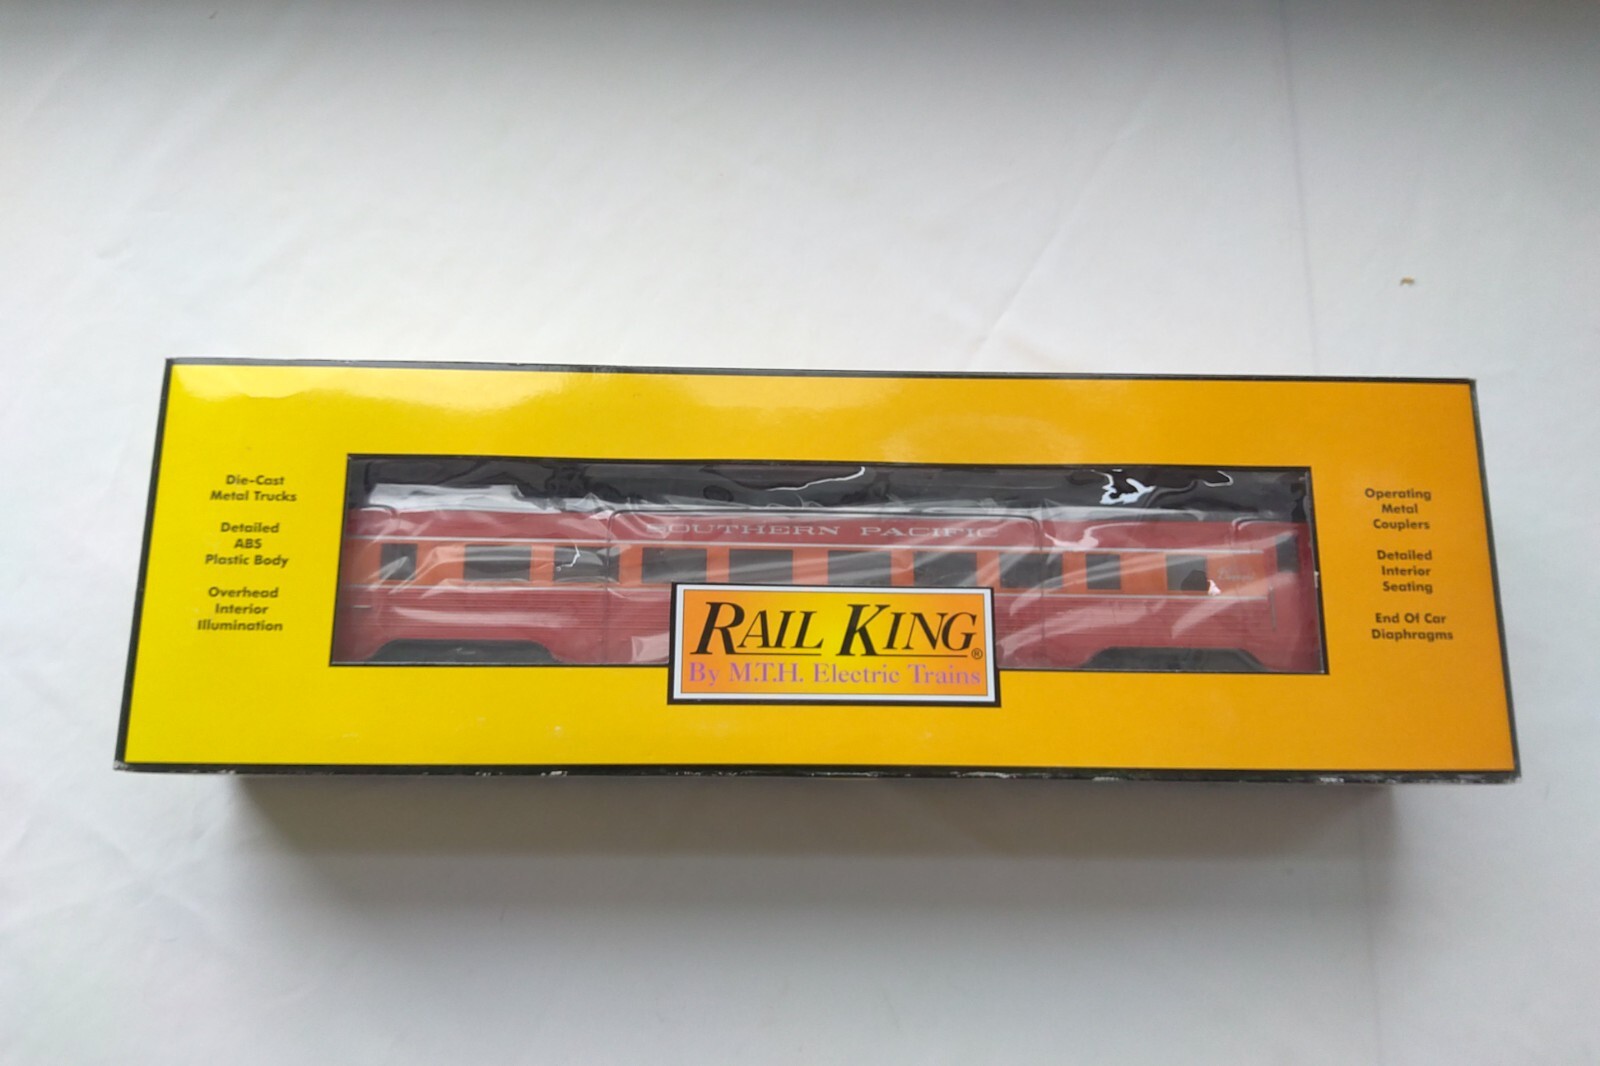 Die-Cast
Metal Trucks
Detailed
ABS
Plastic Body
Overhead
Interior
Illumination
SOUTHERN PACIFIC
RAIL KING®
By M.T.H. Electric Trains
Operating
Metal
Couplers
Detailed
Interior
Seating
End Of Car
Diaphragms